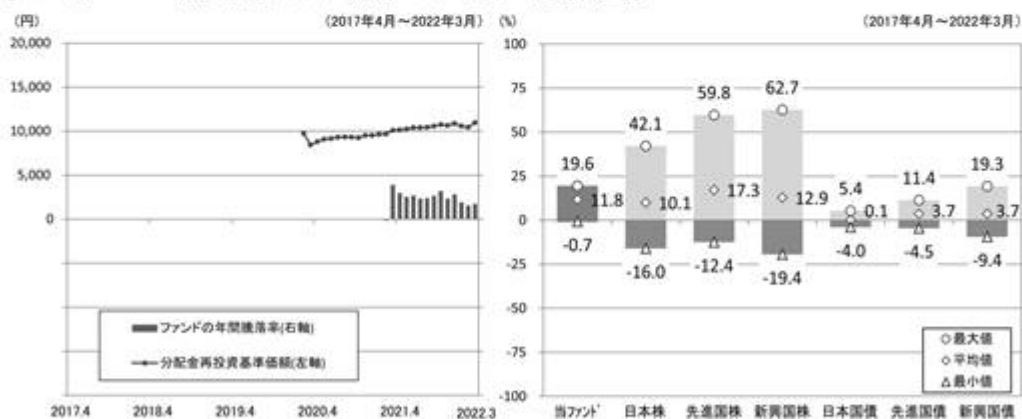 (円)
(2017年4月～2022年3月)
20,000
15,000
10,000
5,000
0
ファンドの年間騰落率(右軸)
分配金再投資基準価額(左軸)
2017.4 2018.4 2019.4 2020.4 2021.4 2022.3
(%)
(2017年4月～2022年3月)
100
75
50
25
0
-25
-50
-75
-100
19.6 42.1 59.8 62.7 5.4 11.4 19.3
11.8 10.1 17.3 12.9 0.1 3.7 3.7
-0.7 -16.0 -12.4 -19.4 -4.0 -4.5 -9.4
最大値
平均値
最小値
当ファンド 日本株 先進国株 新興国株 日本国債 先進国債 新興国債